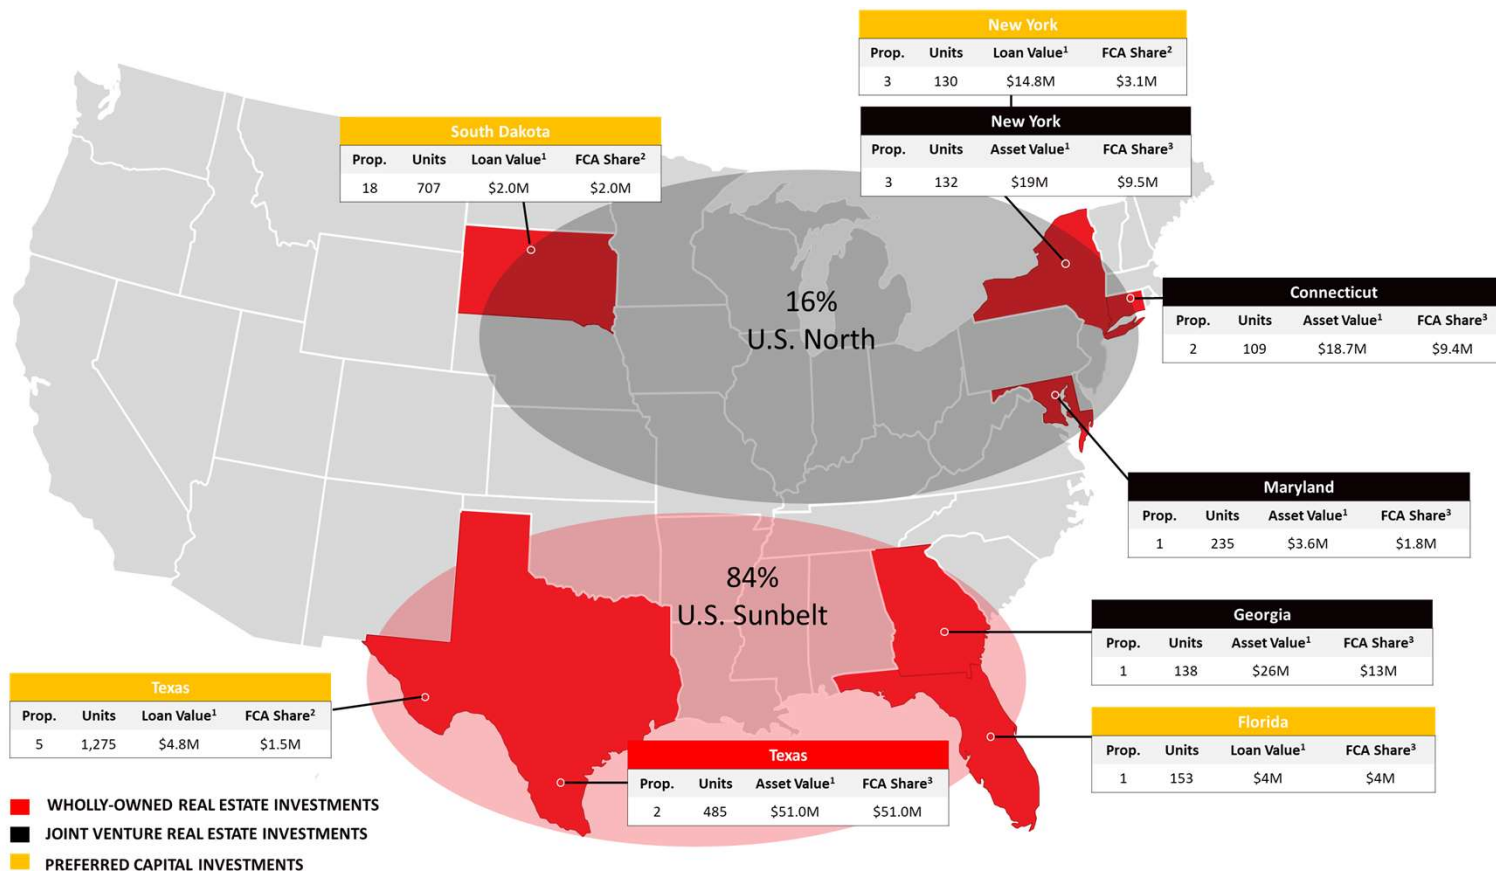 New York
Prop. Units Loan Value¹ FCA Share²
3 130 $14.8M $3.1M
New York
Prop. Units Asset Value¹ FCA Share³
3 132 $19M $9.5M
South Dakota
Prop. Units Loan Value¹ FCA Share²
18 707 $2.0M $2.0M
16%
U.S. North
Connecticut
Prop. Units Asset Value¹ FCA Share³
2 109 $18.7M $9.4M
Maryland
Prop. Units Asset Value¹ FCA Share³
1 235 $3.6M $1.8M
84%
U.S. Sunbelt
Georgia
Prop. Units Asset Value¹ FCA Share³
1 138 $26M $13M
Texas
Prop. Units Loan Value¹ FCA Share²
5 1,275 $4.8M $1.5M
Florida
Prop. Units Loan Value¹ FCA Share³
1 153 $4M $4M
Texas
Prop. Units Asset Value¹ FCA Share³
2 485 $51.0M $51.0M
WHOLLY-OWNED REAL ESTATE INVESTMENTS
JOINT VENTURE REAL ESTATE INVESTMENTS
PREFERRED CAPITAL INVESTMENTS